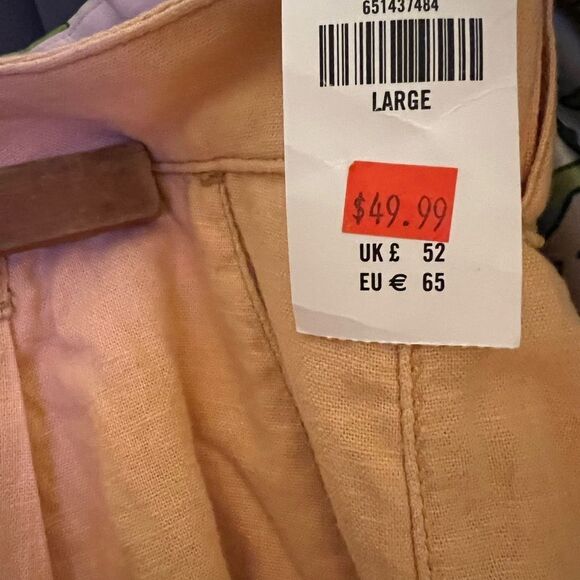 651437484
LARGE
$49.99
UK £ 52
EU € 65